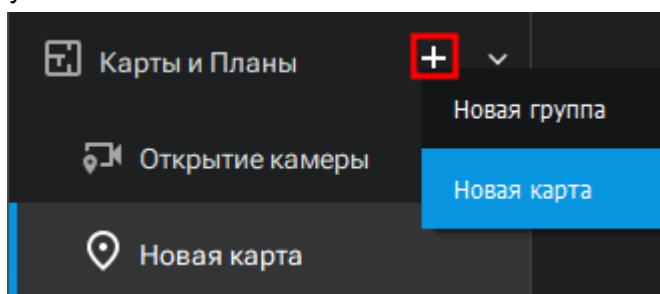 Карты и Планы
Новая группа
Открытие камеры
Новая карта
Новая карта